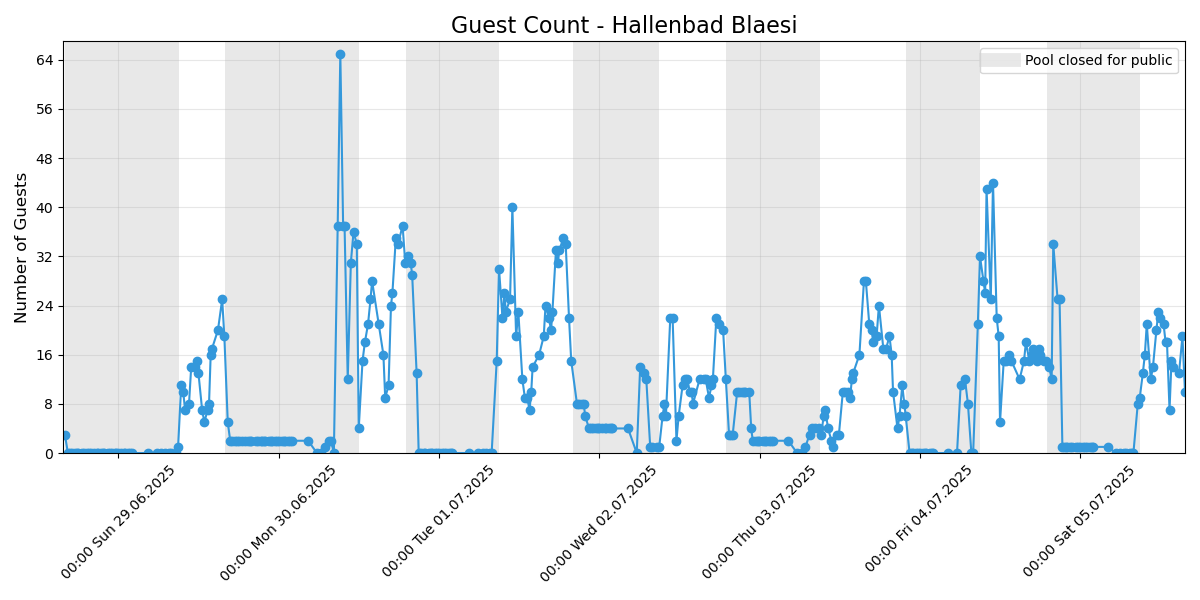 Guest Count - Hallenbad Blaesi
Pool closed for public
Number of Guests
64
56
48
40
32
24
16
8
0
00:00 Sun 29.06.2025
00:00 Mon 30.06.2025
00:00 Tue 01.07.2025
00:00 Wed 02.07.2025
00:00 Thu 03.07.2025
00:00 Fri 04.07.2025
00:00 Sat 05.07.2025